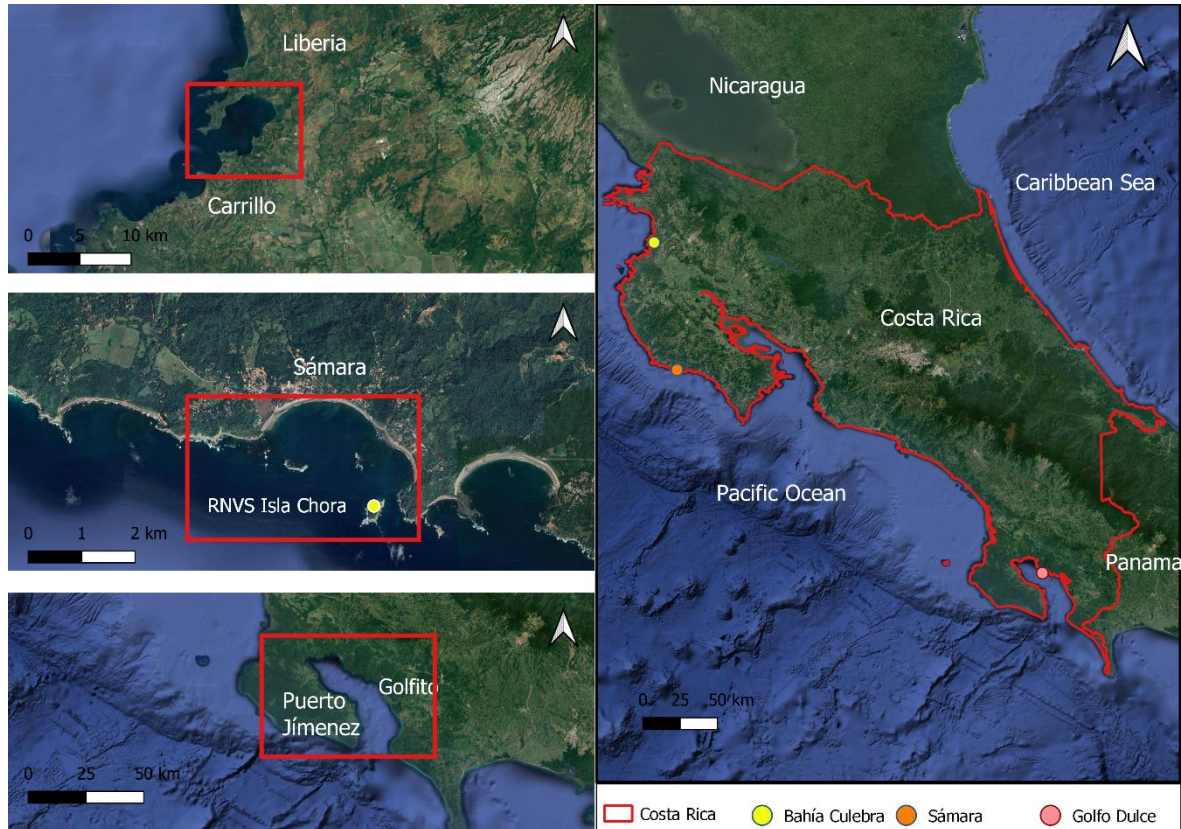 Liberia
Carrillo
0 5 10 km
Sámara
RNVS Isla Chora
0 1 2 km
Golfito
Puerto
Jímenez
0 25 50 km
Nicaragua
Caribbean Sea
Costa Rica
Pacific Ocean
Panama
0 25 50 km
Costa Rica Bahía Culebra Sámara Golfo Dulce